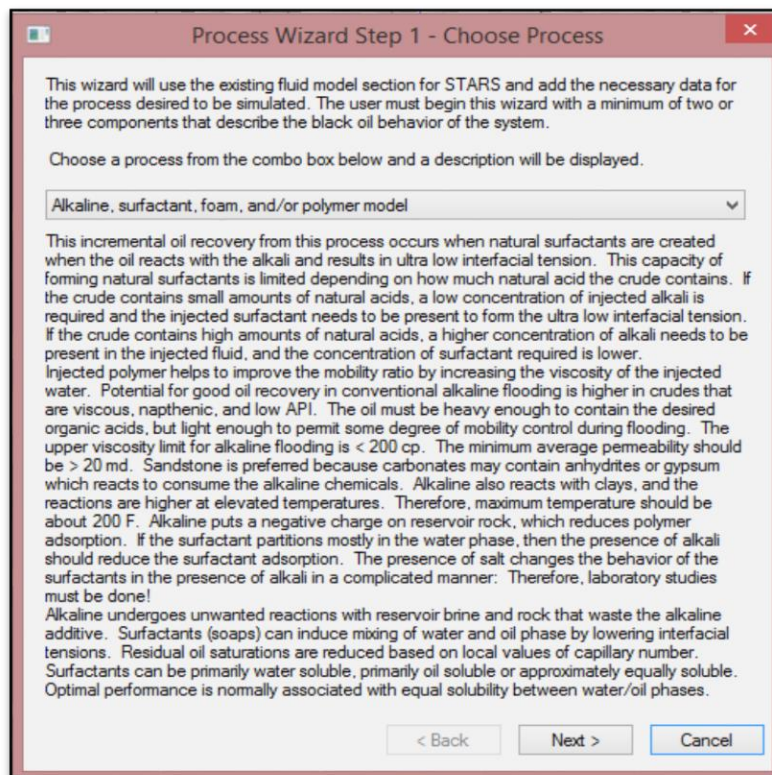 Process Wizard Step 1 - Choose Process
This wizard will use the existing fluid model section for STARS and add the necessary data for
the process desired to be simulated. The user must begin this wizard with a minimum of two or
three components that describe the black oil behavior of the system.
Choose a process from the combo box below and a description will be displayed.
Alkaline, surfactant, foam, and/or polymer model
This incremental oil recovery from this process occurs when natural surfactants are created
when the oil reacts with the alkali and results in ultra low interfacial tension. This capacity of
forming natural surfactants is limited depending on how much natural acid the crude contains. If
the crude contains small amounts of natural acids, a low concentration of injected alkali is
required and the injected surfactant needs to be present to form the ultra low interfacial tension.
If the crude contains high amounts of natural acids, a higher concentration of alkali needs to be
present in the injected fluid, and the concentration of surfactant required is lower.
Injected polymer helps to improve the mobility ratio by increasing the viscosity of the injected
water. Potential for good oil recovery in conventional alkaline flooding is higher in crudes that
are viscous, napthenic, and low API. The oil must be heavy enough to contain the desired
organic acids, but light enough to permit some degree of mobility control during flooding. The
upper viscosity limit for alkaline flooding is < 200 cp. The minimum average permeability should
be > 20 md. Sandstone is preferred because carbonates may contain anhydrites or gypsum
which reacts to consume the alkaline chemicals. Alkaline also reacts with clays, and the
reactions are higher at elevated temperatures. Therefore, maximum temperature should be
about 200 F. Alkaline puts a negative charge on reservoir rock, which reduces polymer
adsorption. If the surfactant partitions mostly in the water phase, then the presence of alkali
should reduce the surfactant adsorption. The presence of salt changes the behavior of the
surfactants in the presence of alkali in a complicated manner: Therefore, laboratory studies
must be done!
Alkaline undergoes unwanted reactions with reservoir brine and rock that waste the alkaline
additive. Surfactants (soaps) can induce mixing of water and oil phase by lowering interfacial
tensions. Residual oil saturations are reduced based on local values of capillary number.
Surfactants can be primarily water soluble, primarily oil soluble or approximately equally soluble.
Optimal performance is normally associated with equal solubility between water/oil phases.
< Back Next > Cancel